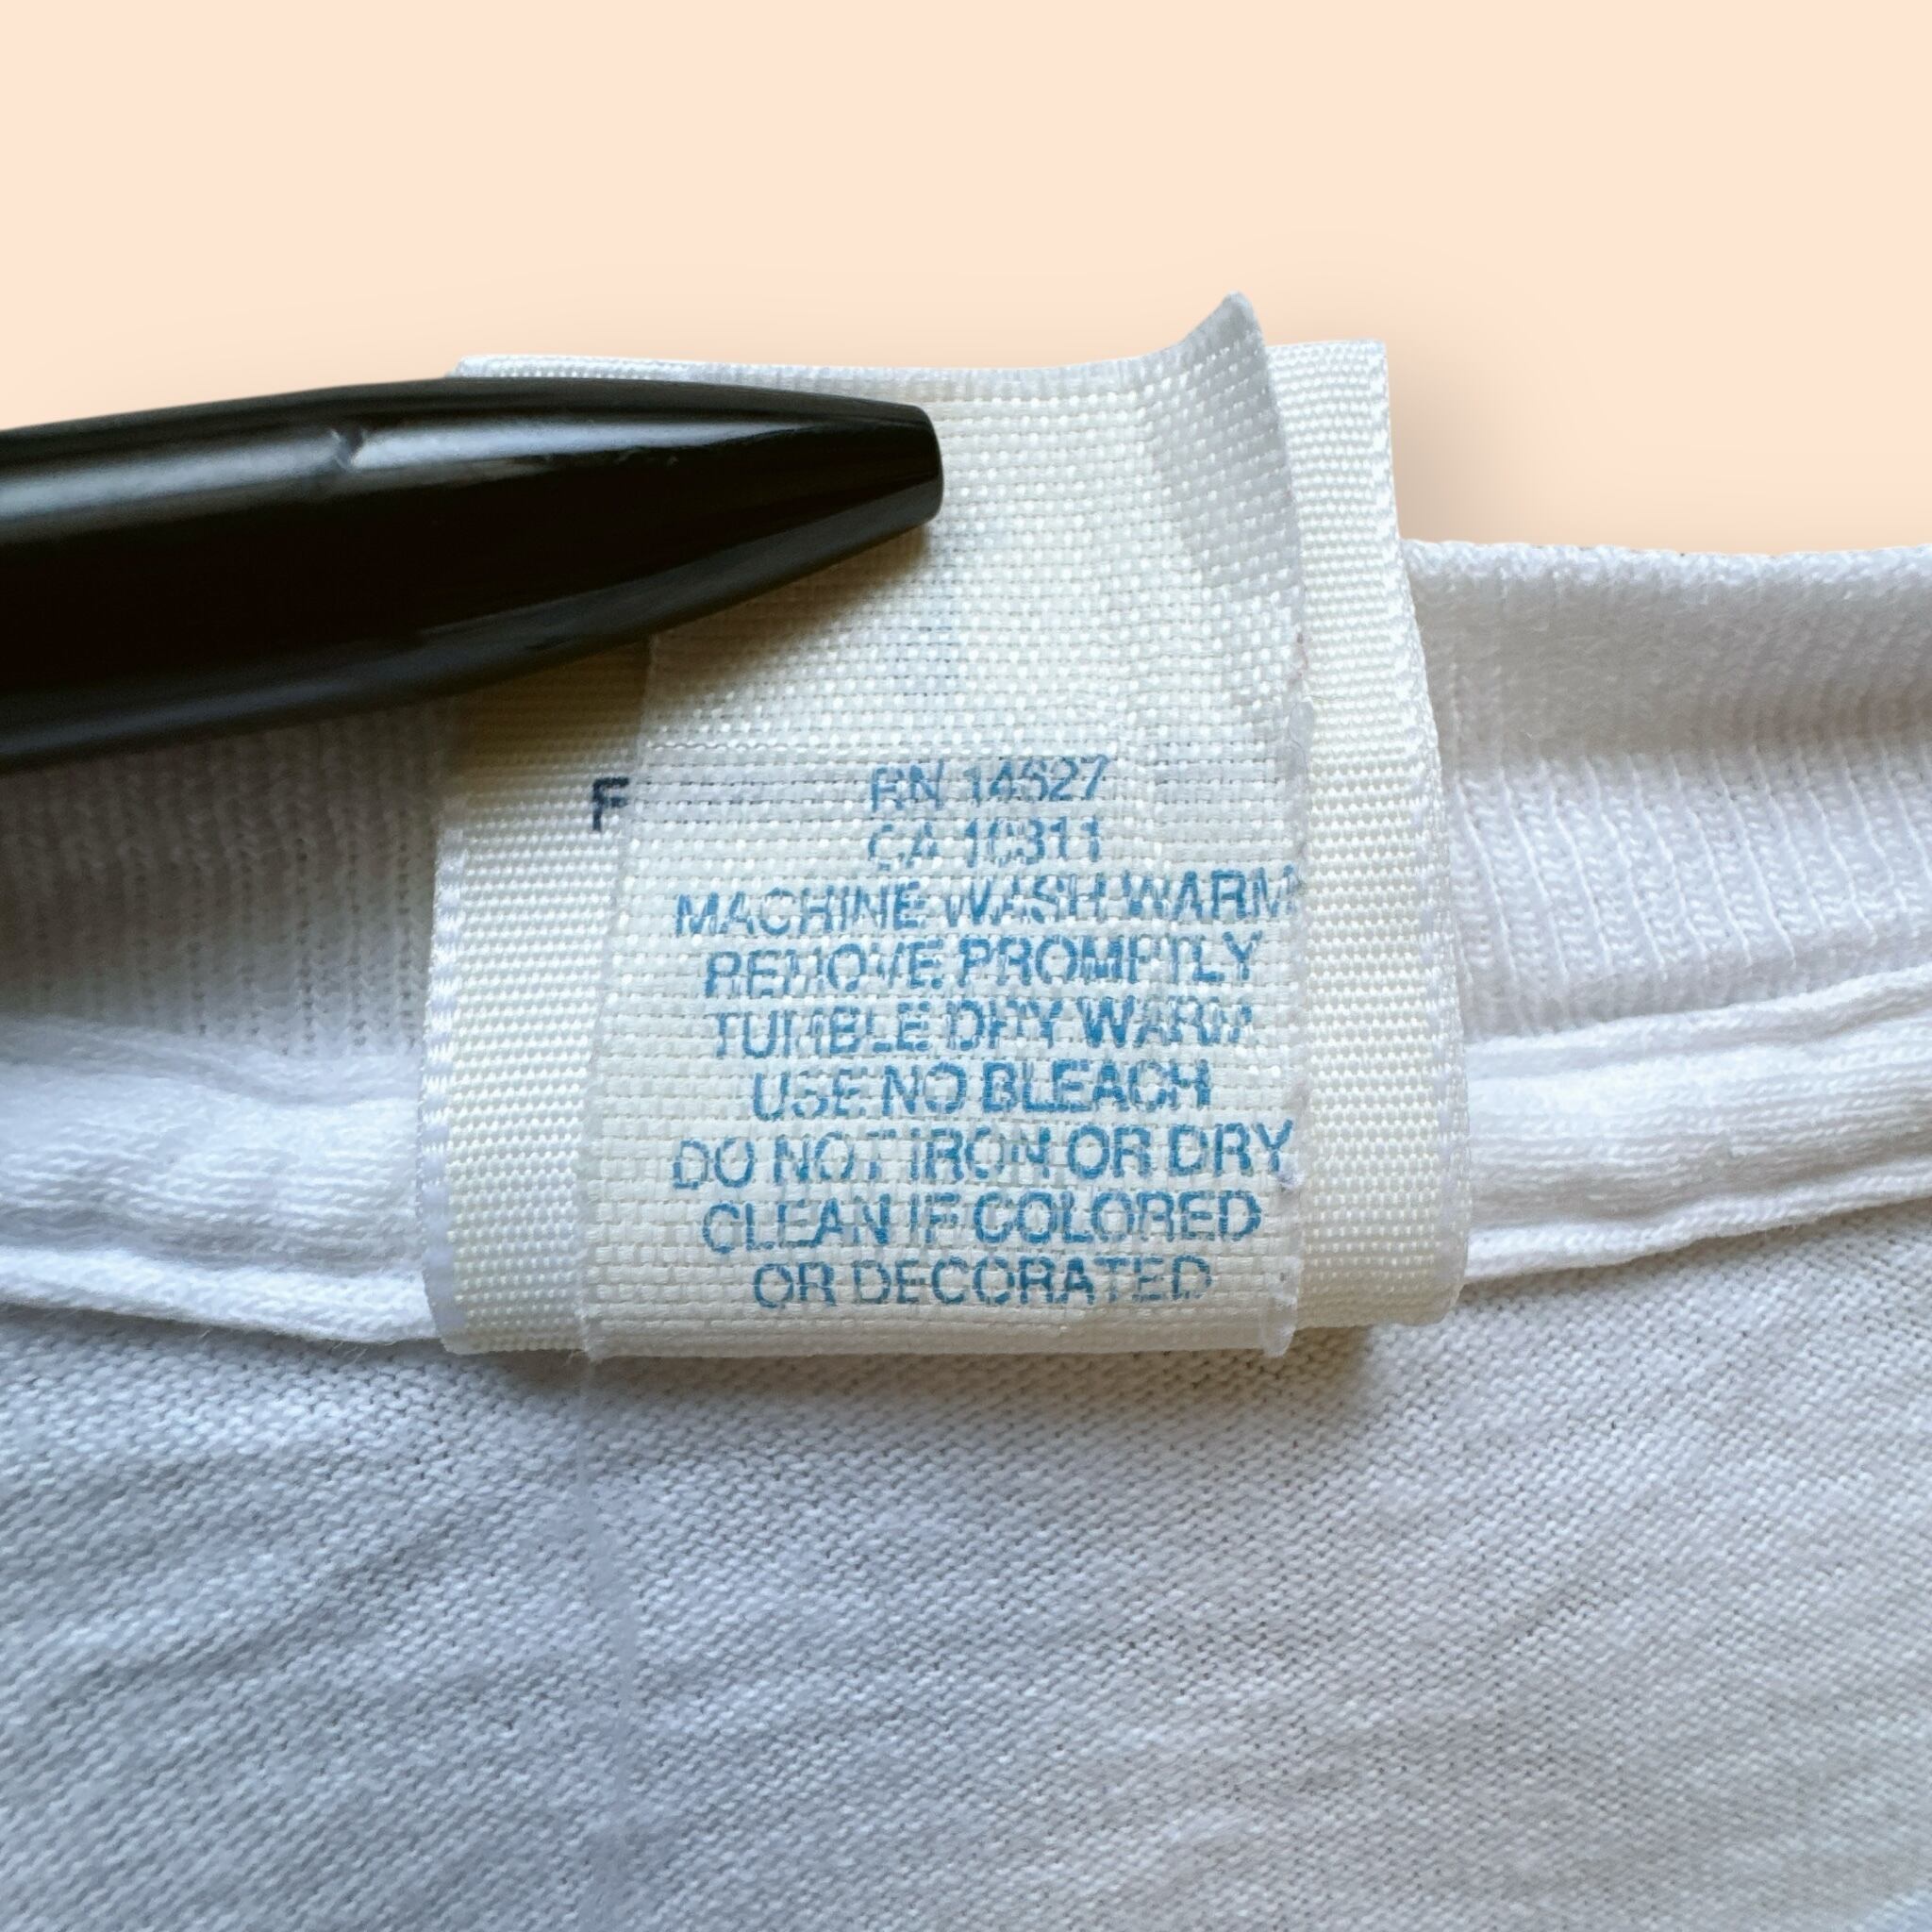 F
RN 14627
CA 10311
MACHINE WASH WARM
REMOVE PROMPTLY
TUMBLE DRY WARM
USE NO BLEACH
DO NOT IRON OR DRY
CLEAN IF COLORED
OR DECORATED